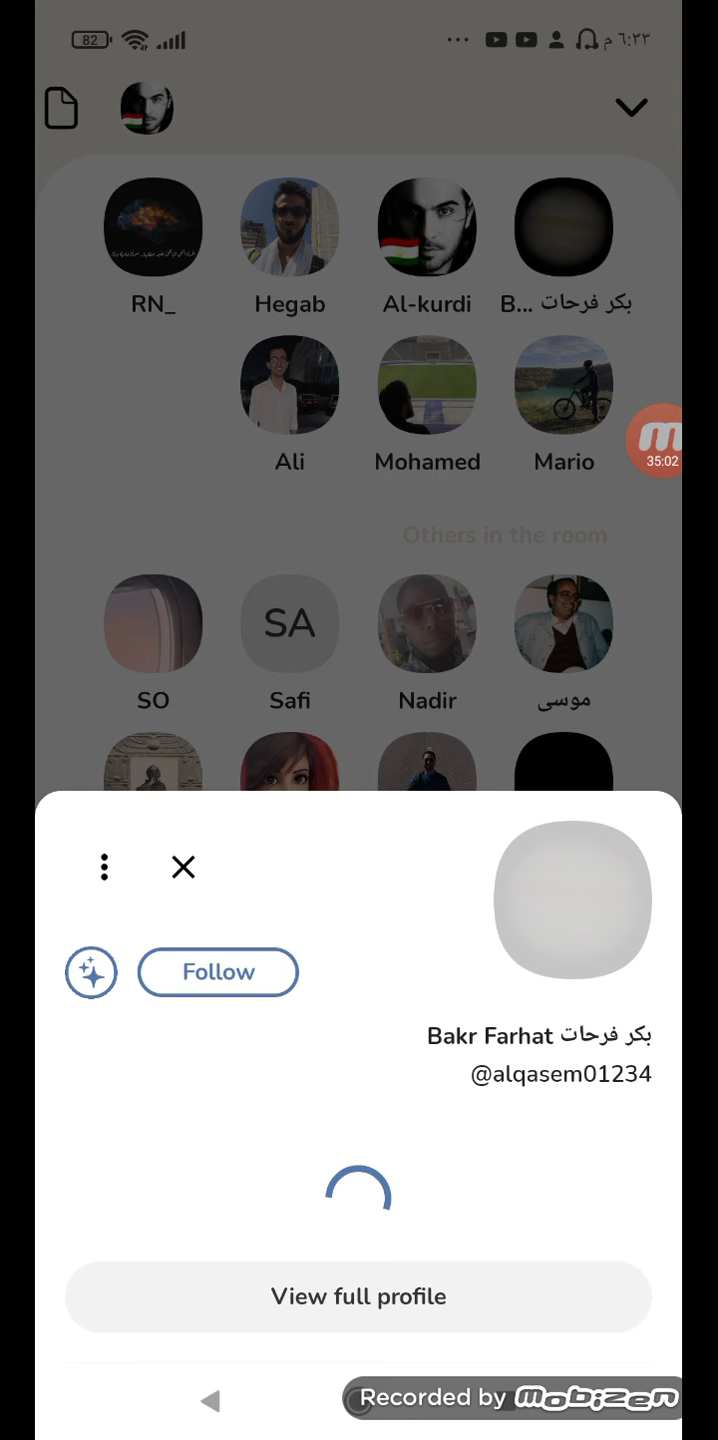 82
م ٦:٣٣
RN_
Hegab
Al-kurdi
B... بكر فرحات
Ali
Mohamed
Mario
35:02
Others in the room
SA
SO
Safi
Nadir
موسى
Follow
Bakr Farhat بكر فرحات
@alqasem01234
View full profile
Recorded by mobizen